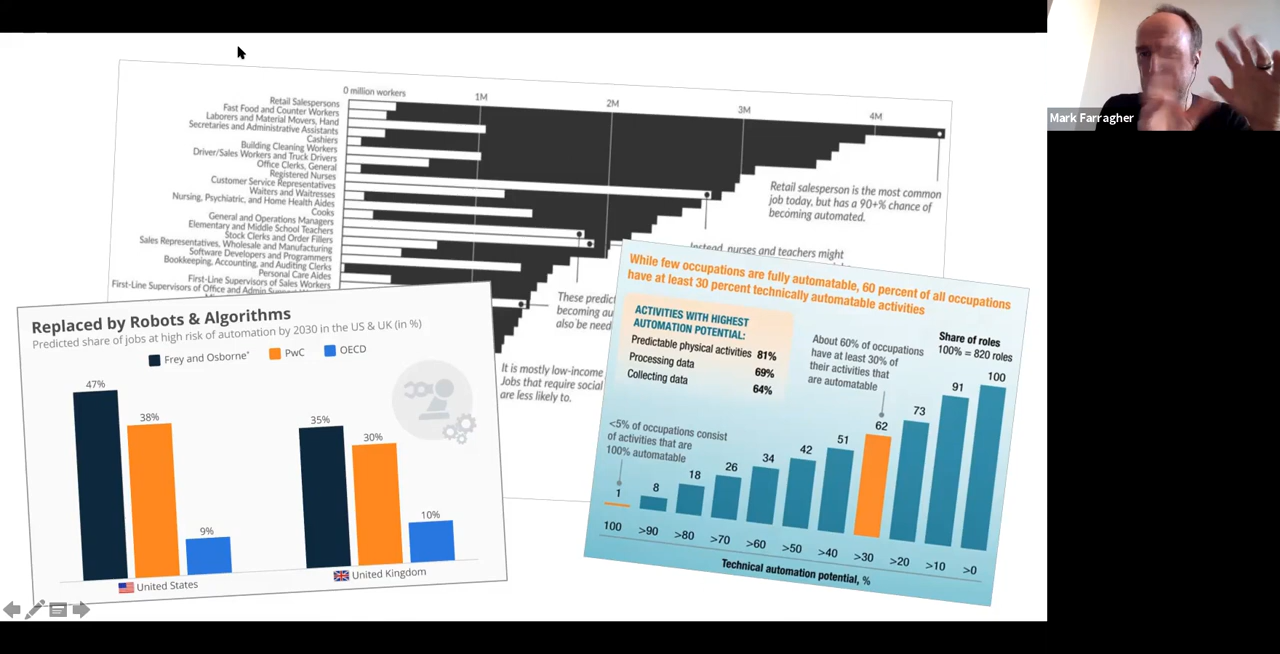 Mark Farragher
0 million workers
1M
2M
3M
4M
Retail Salespersons
Fast Food and Counter Workers
Laborers and Material Movers, Hand
Secretaries and Administrative Assistants
Cashiers
Building Cleaning Workers
Driver/Sales Workers and Truck Drivers
Office Clerks, General
Registered Nurses
Customer Service Representatives
Waiters and Waitresses
Nursing, Psychiatric, and Home Health Aides
Cooks
General and Operations Managers
Elementary and Middle School Teachers
Stock Clerks and Order Fillers
Sales Representatives, Wholesale and Manufacturing
Software Developers and Programmers
Bookkeeping, Accounting, and Auditing Clerks
Personal Care Aides
First-Line Supervisors of Sales Workers
First-Line Supervisors of Office and Admin
Retail salesperson is the most common
job today, but has a 90+% chance of
becoming automated.
Instead, nurses and teachers might
These predic
becoming au
also be need
It is mostly low-income
Jobs that require social
are less likely to.
Replaced by Robots & Algorithms
Predicted share of jobs at high risk of automation by 2030 in the US & UK (in %)
Frey and Osborne* PwC OECD
47%
38%
9%
35%
30%
10%
United States
United Kingdom
While few occupations are fully automatable, 60 percent of all occupations
have at least 30 percent technically automatable activities
ACTIVITIES WITH HIGHEST
AUTOMATION POTENTIAL:
Predictable physical activities 81%
Processing data 69%
Collecting data 64%
About 60% of occupations
have at least 30% of
their activities that
are automatable
Share of roles
100% = 820 roles
<5% of occupations consist
of activities that are
100% automatable
1
8
18
26
34
42
51
62
73
91
100
100 >90 >80 >70 >60 >50 >40 >30 >20 >10 >0
Technical automation potential, %